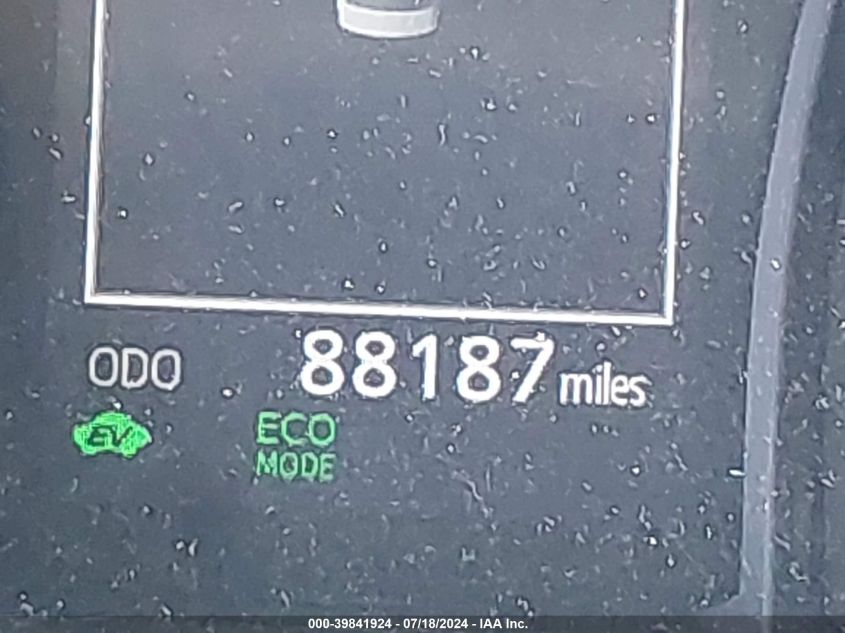 ODO 88187 miles
EV ECO
MODE
000-39841924 - 07/18/2024 - IAA Inc.